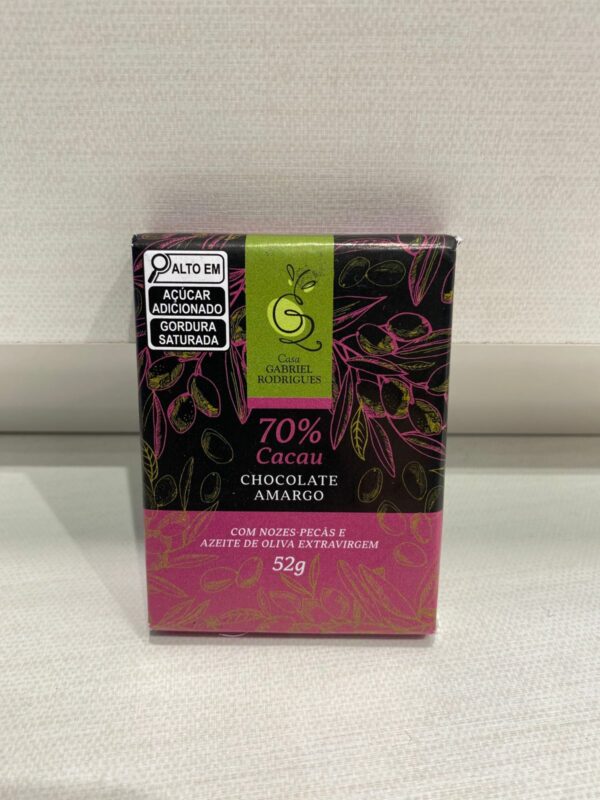 ALTO EM
AÇÚCAR
ADICIONADO
GORDURA
SATURADA
Casa
GABRIEL
RODRIGUES
70%
Cacau
CHOCOLATE
AMARGO
COM NOZES-PECÃS E
AZEITE DE OLIVA EXTRAVIRGEM
52g